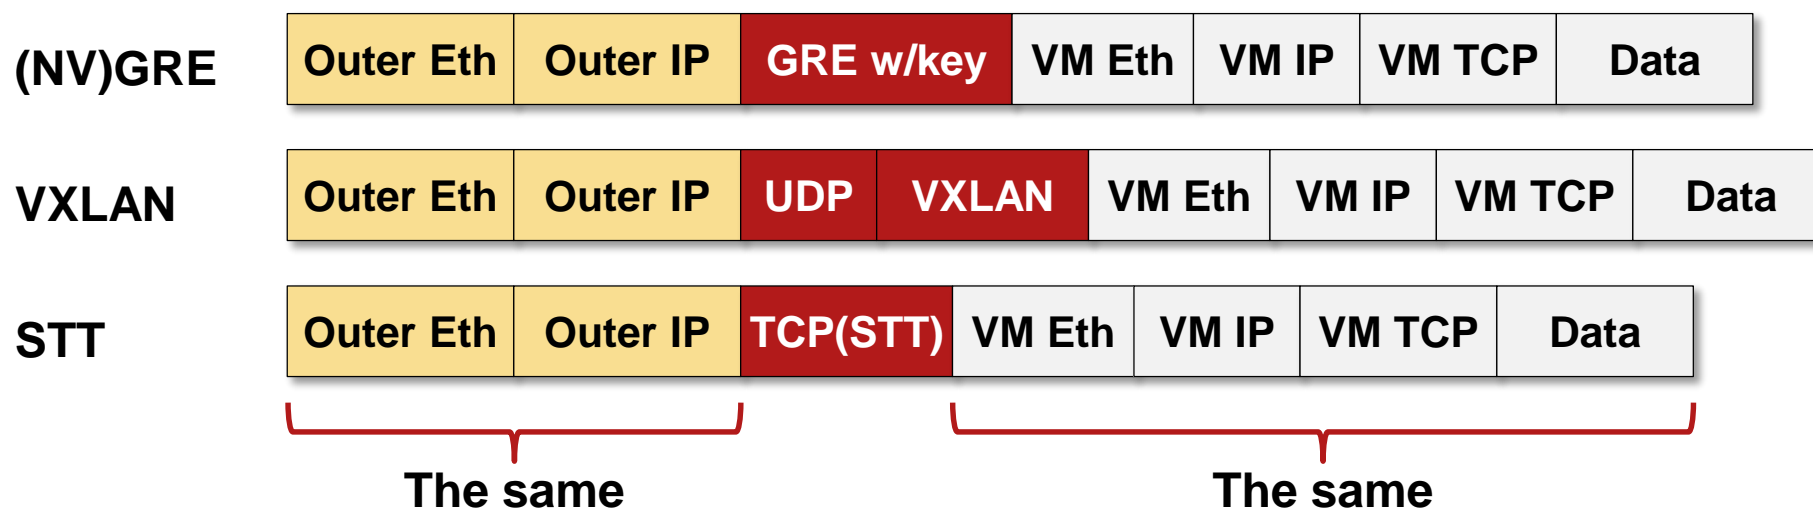 (NV)GRE Outer Eth Outer IP GRE w/key VM Eth VM IP VM TCP Data
VXLAN Outer Eth Outer IP UDP VXLAN VM Eth VM IP VM TCP Data
STT Outer Eth Outer IP TCP(STT) VM Eth VM IP VM TCP Data
The same The same